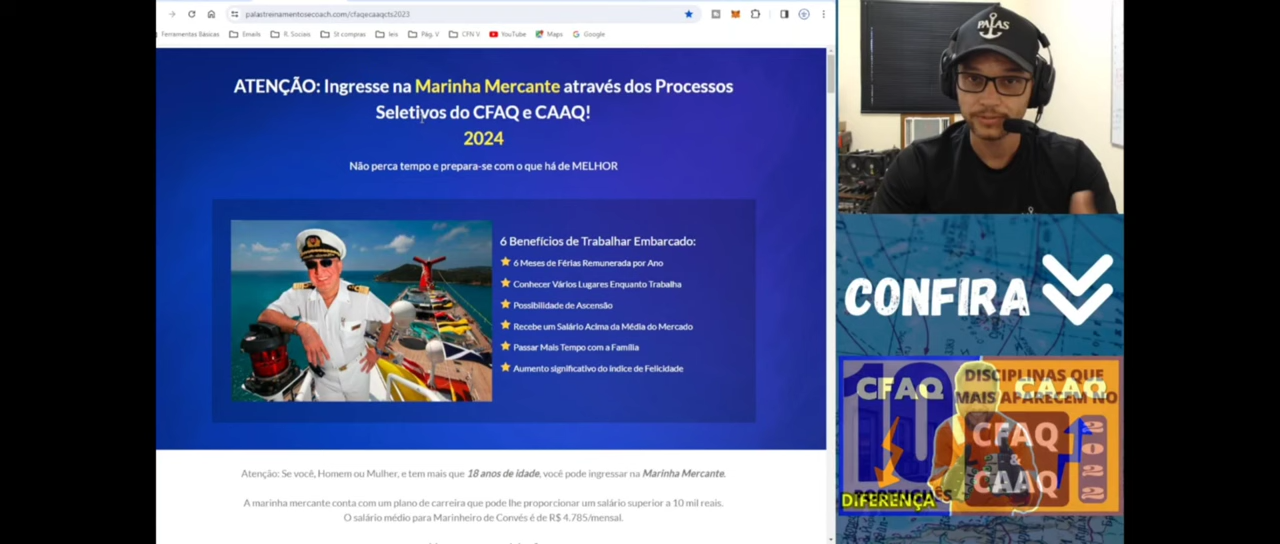 palastreinamentosecoach.com/cfaqecaaqcts2023
Ferramentas Básicas
Emails
R. Sociais
St compras
leis
Pág. V
CFN V
YouTube
Maps
Google
ATENÇÃO: Ingresse na Marinha Mercante através dos Processos
Seletivos do CFAQ e CAAQ!
2024
Não perca tempo e prepara-se com o que há de MELHOR
6 Benefícios de Trabalhar Embarcado:
6 Meses de Férias Remunerada por Ano
Conhecer Vários Lugares Enquanto Trabalha
Possibilidade de Ascensão
Recebe um Salário Acima da Média do Mercado
Passar Mais Tempo com a Família
Aumento significativo do índice de Felicidade
Atenção: Se você, Homem ou Mulher, e tem mais que 18 anos de idade, você pode ingressar na Marinha Mercante.
A marinha mercante conta com um plano de carreira que pode lhe proporcionar um salário superior a 10 mil reais.
O salário médio para Marinheiro de Convés é de R$ 4.785/mensal.
PALAS
CONFIRA
CFAQ
CAAQ
10
DISCIPLINAS QUE
MAIS APARECEM NO
CFAQ
&
CAAQ
2022
PORTUGUÊS
DIFERENÇA